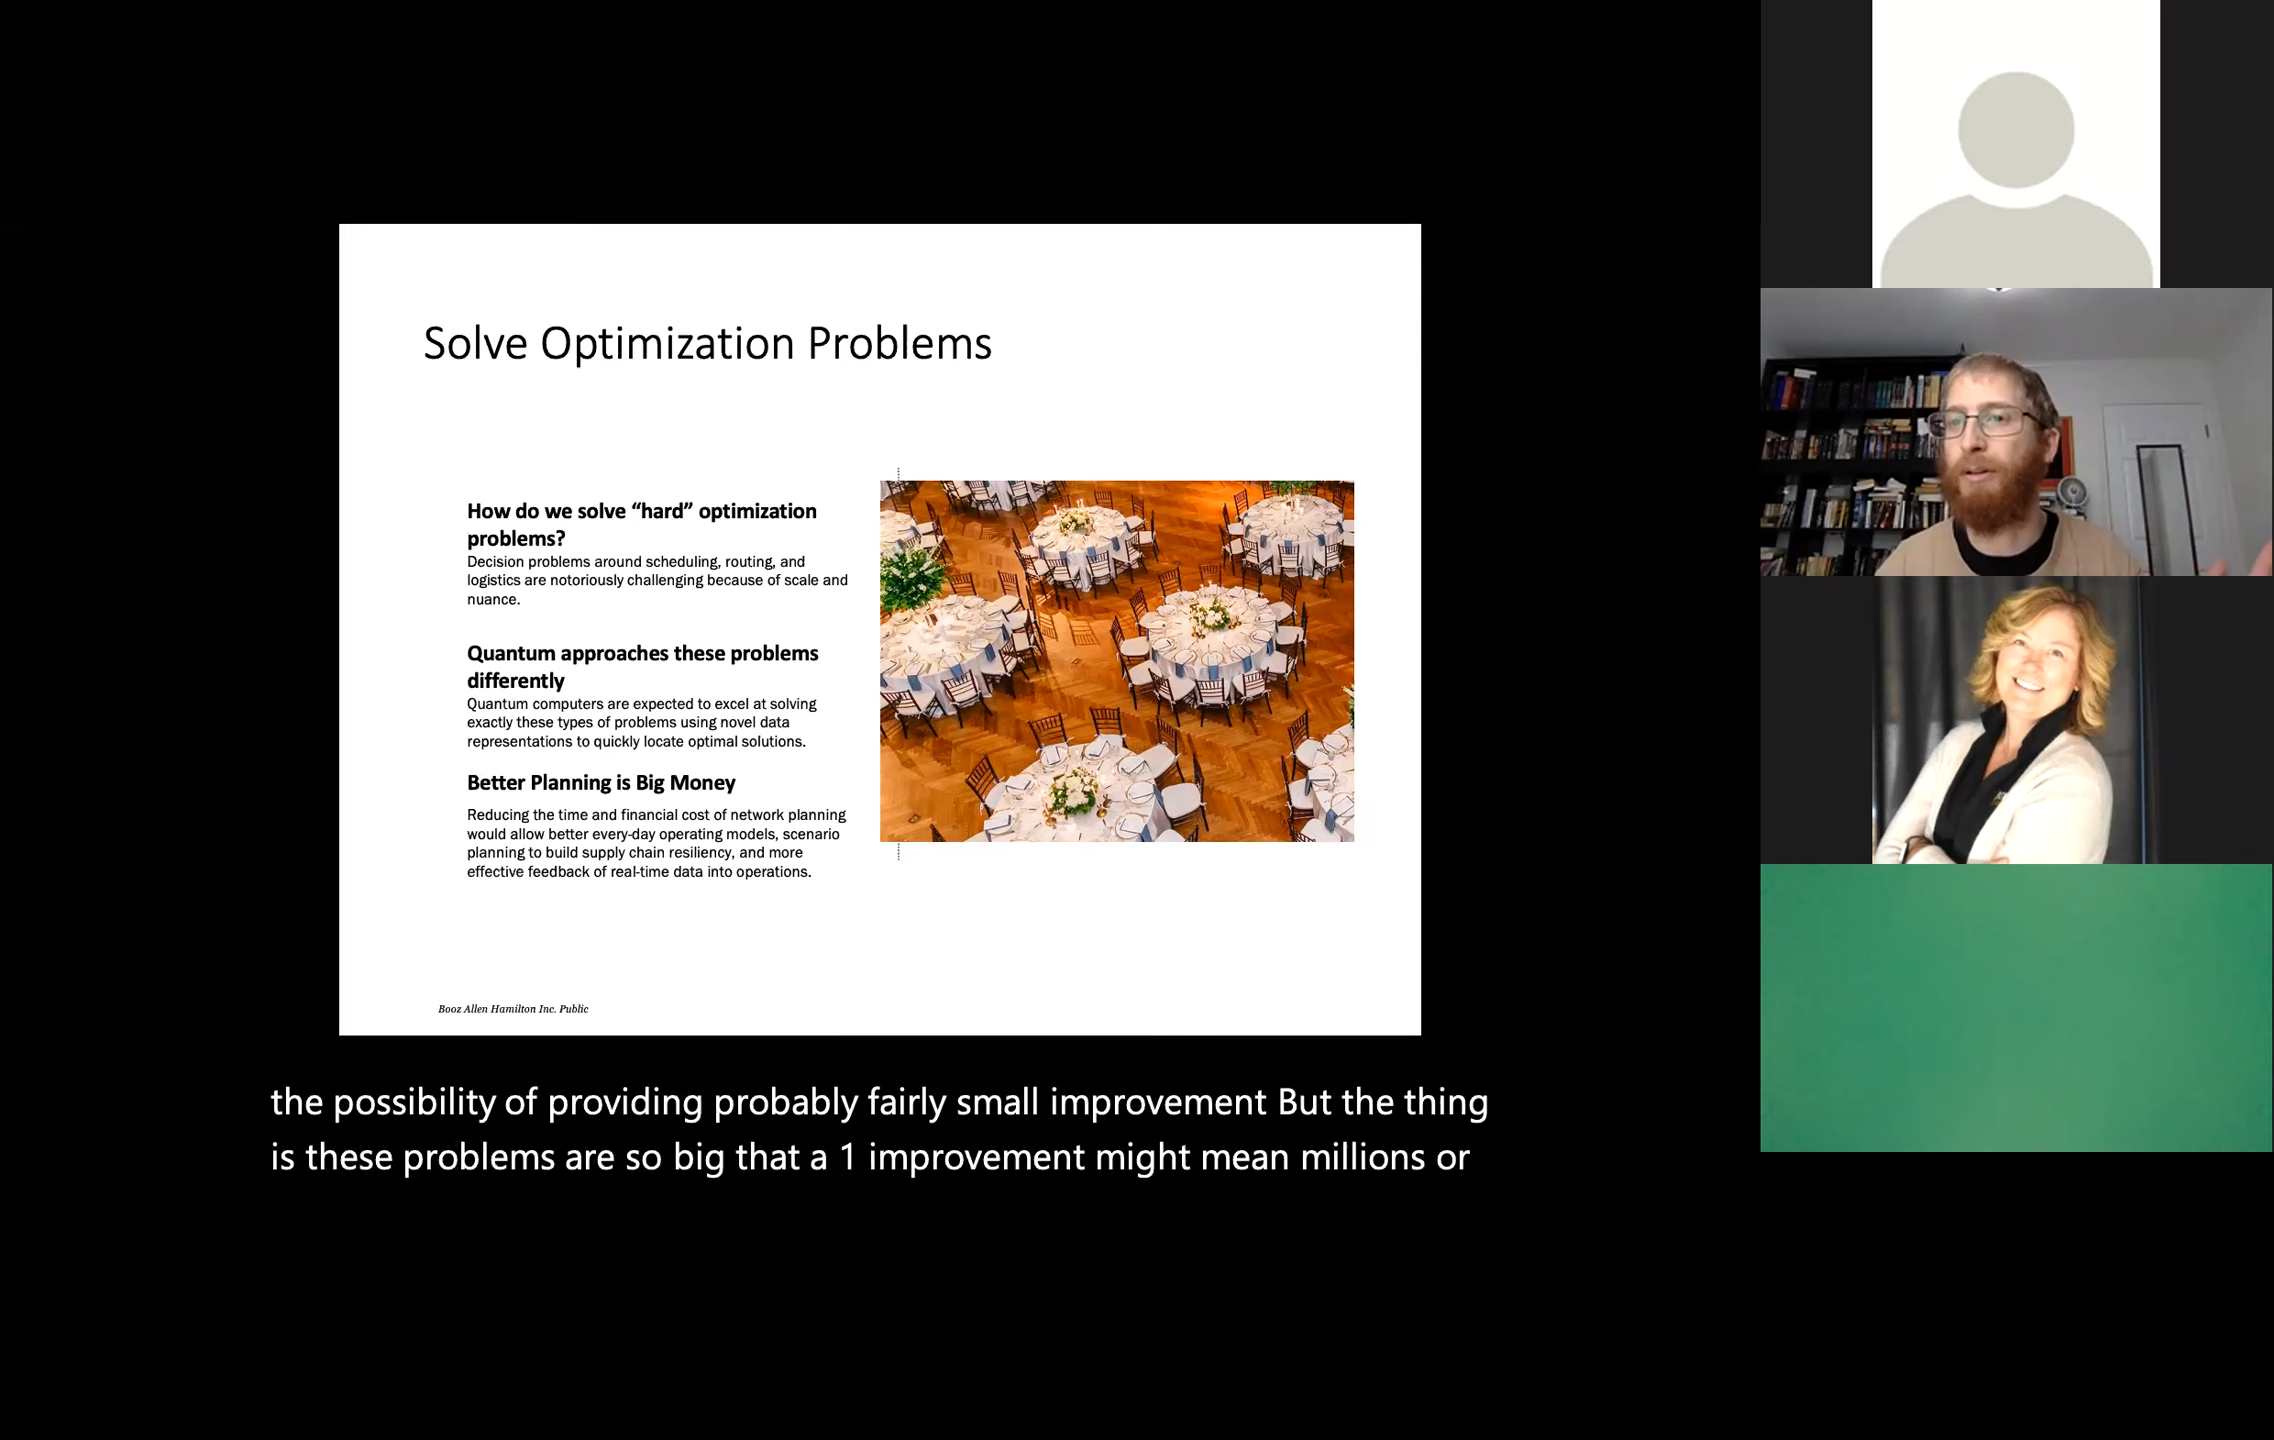 Solve Optimization Problems
How do we solve “hard” optimization
problems?
Decision problems around scheduling, routing, and
logistics are notoriously challenging because of scale and
nuance.
Quantum approaches these problems
differently
Quantum computers are expected to excel at solving
exactly these types of problems using novel data
representations to quickly locate optimal solutions.
Better Planning is Big Money
Reducing the time and financial cost of network planning
would allow better every-day operating models, scenario
planning to build supply chain resiliency, and more
effective feedback of real-time data into operations.
Booz Allen Hamilton Inc. Public
the possibility of providing probably fairly small improvement But the thing
is these problems are so big that a 1 improvement might mean millions or